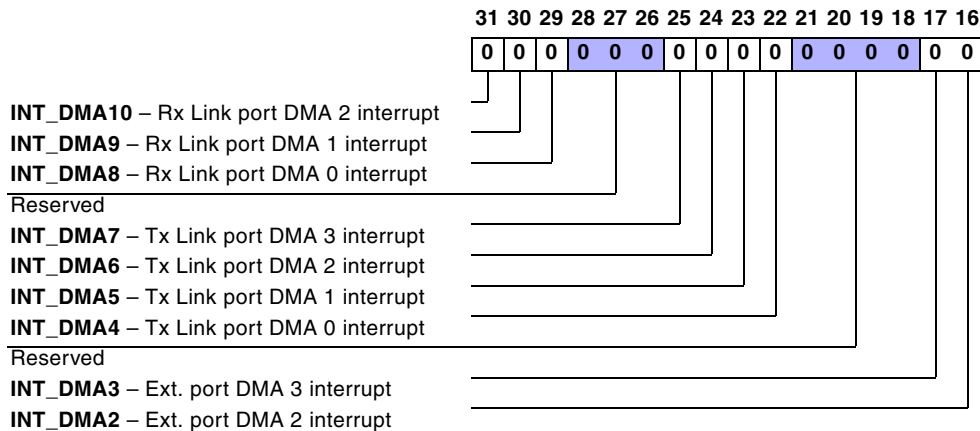 31 30 29 28 27 26 25 24 23 22 21 20 19 18 17 16
0 0 0 0 0 0 0 0 0 0 0 0 0 0 0 0
INT_DMA10 – Rx Link port DMA 2 interrupt
INT_DMA9 – Rx Link port DMA 1 interrupt
INT_DMA8 – Rx Link port DMA 0 interrupt
Reserved
INT_DMA7 – Tx Link port DMA 3 interrupt
INT_DMA6 – Tx Link port DMA 2 interrupt
INT_DMA5 – Tx Link port DMA 1 interrupt
INT_DMA4 – Tx Link port DMA 0 interrupt
Reserved
INT_DMA3 – Ext. port DMA 3 interrupt
INT_DMA2 – Ext. port DMA 2 interrupt